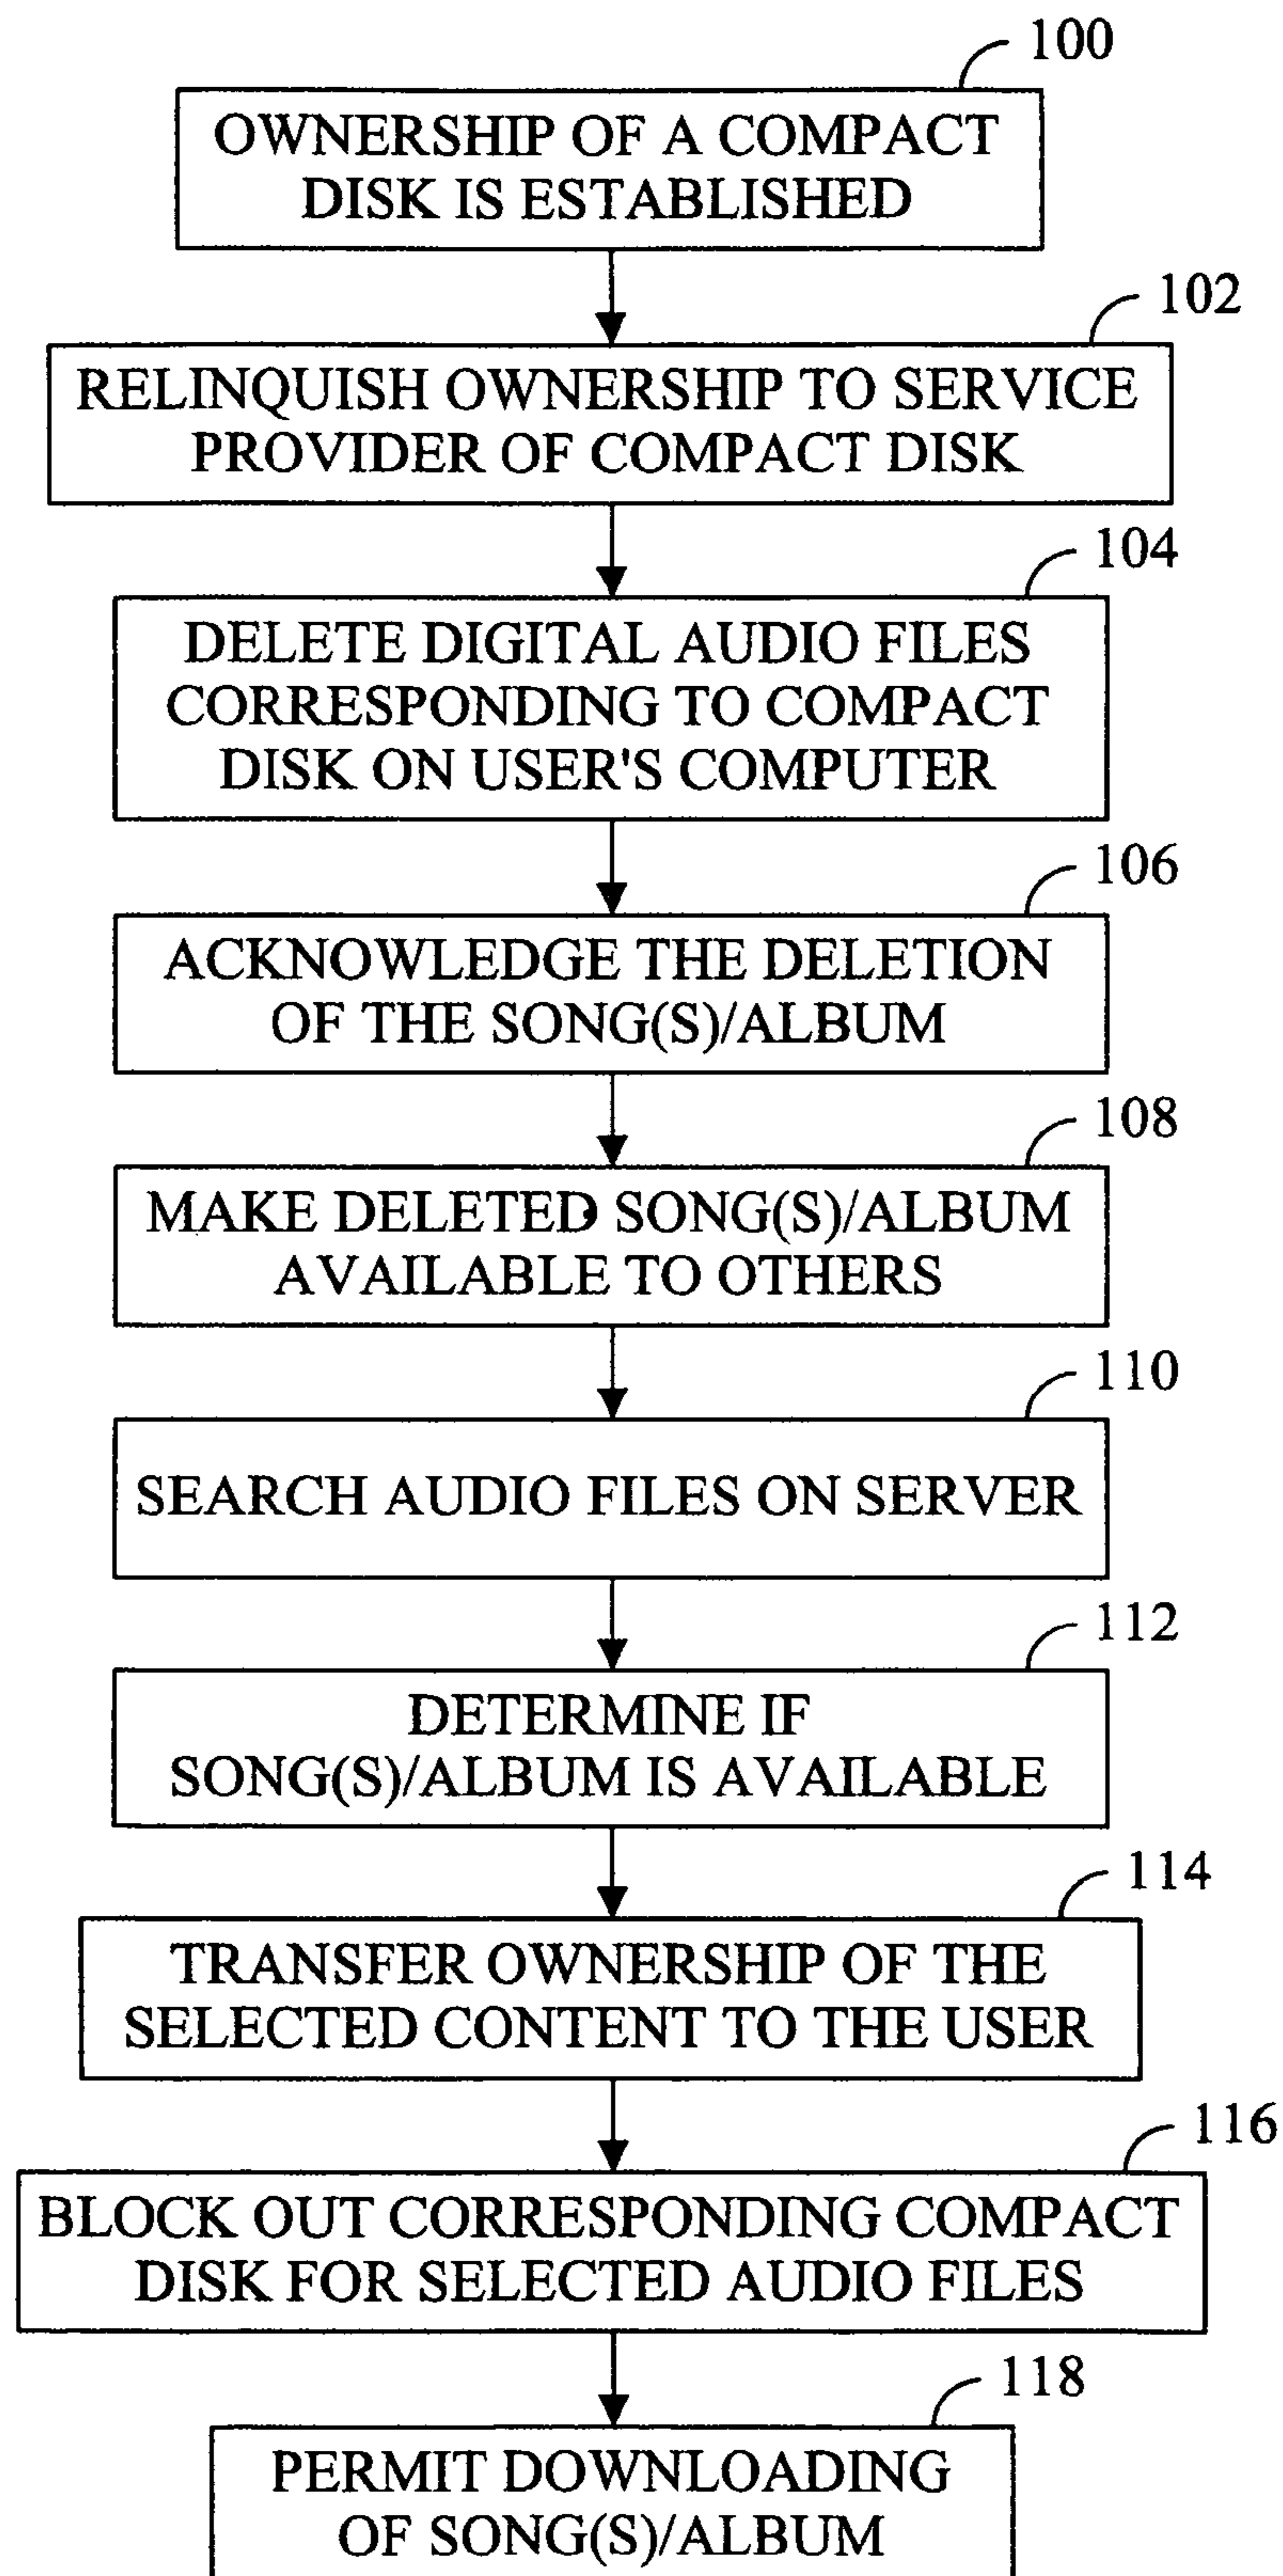 100
OWNERSHIP OF A COMPACT
DISK IS ESTABLISHED
102
RELINQUISH OWNERSHIP TO SERVICE
PROVIDER OF COMPACT DISK
104
DELETE DIGITAL AUDIO FILES
CORRESPONDING TO COMPACT
DISK ON USER'S COMPUTER
106
ACKNOWLEDGE THE DELETION
OF THE SONG(S)/ALBUM
108
MAKE DELETED SONG(S)/ALBUM
AVAILABLE TO OTHERS
110
SEARCH AUDIO FILES ON SERVER
112
DETERMINE IF
SONG(S)/ALBUM IS AVAILABLE
114
TRANSFER OWNERSHIP OF THE
SELECTED CONTENT TO THE USER
116
BLOCK OUT CORRESPONDING COMPACT
DISK FOR SELECTED AUDIO FILES
118
PERMIT DOWNLOADING
OF SONG(S)/ALBUM